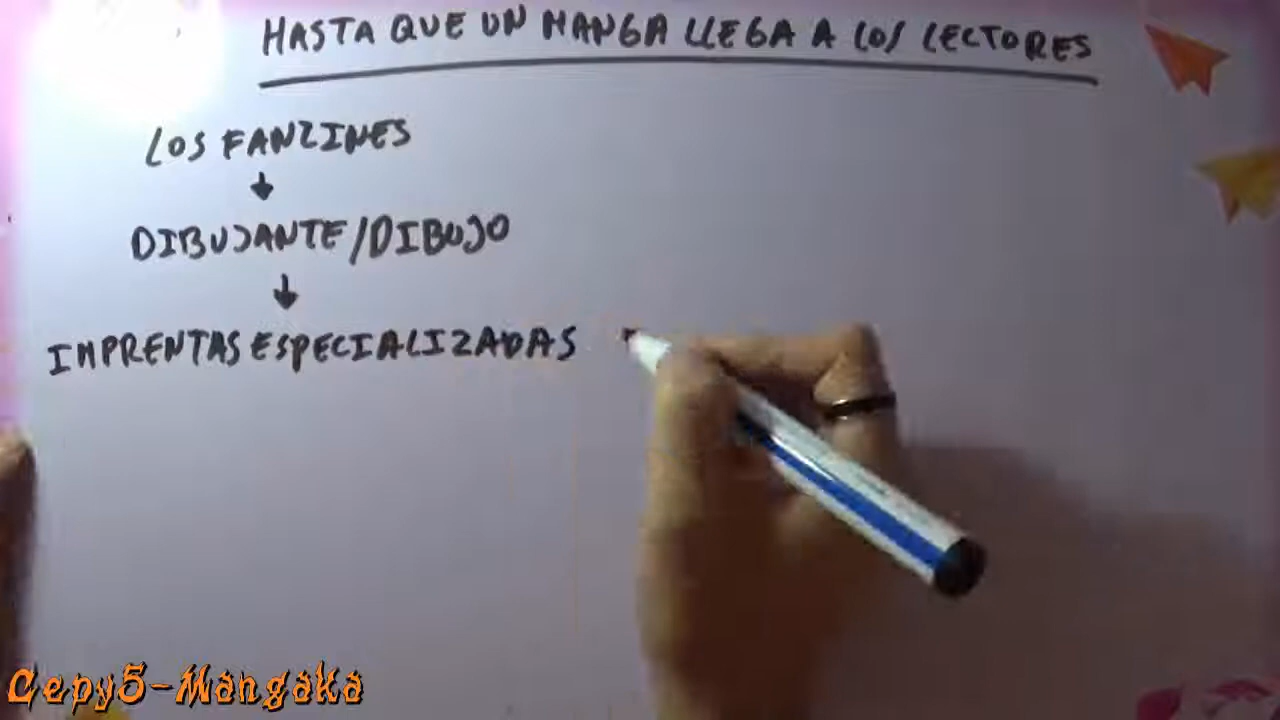 HASTA QUE UN MANGA LLEGA A LOS LECTORES
LOS FANZINES
DIBUJANTE/DIBUJO
IMPRENTAS ESPECIALIZADAS
Cepy5-Mangaka